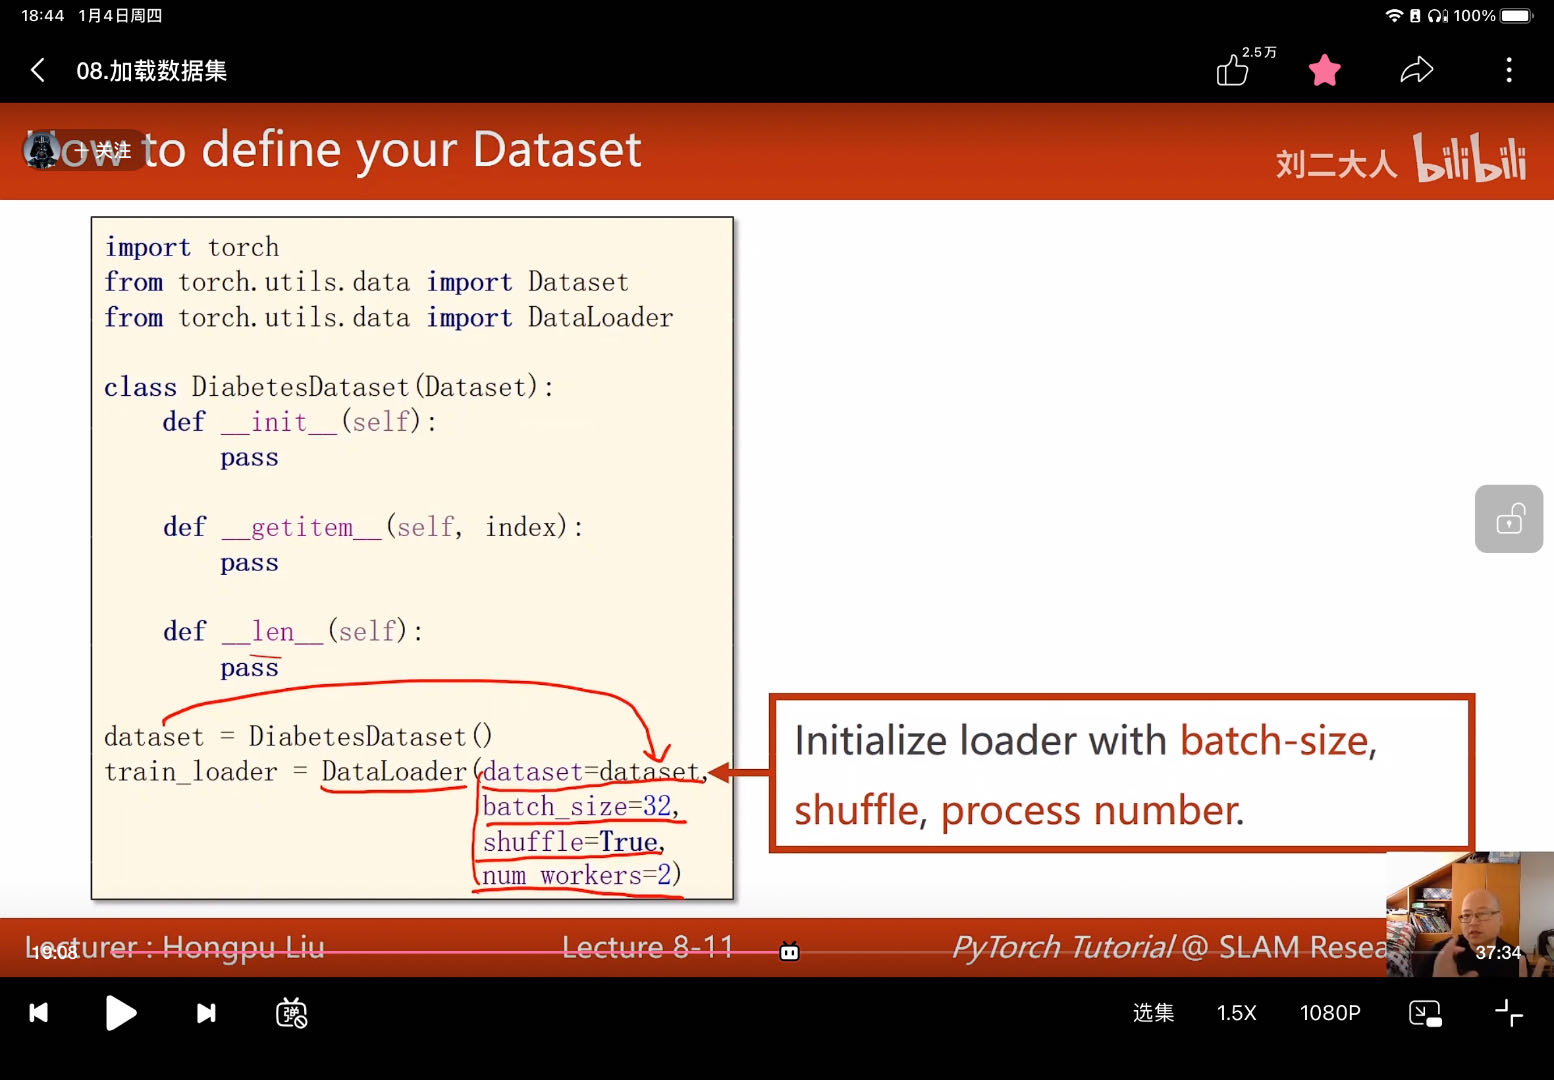 18:44 1月4日周四
100%
08.加载数据集
2.5万
How to define your Dataset
+ 关注
刘二大人 bilibili
import torch
from torch.utils.data import Dataset
from torch.utils.data import DataLoader
class DiabetesDataset(Dataset):
def __init__(self):
pass
def __getitem__(self, index):
pass
def __len__(self):
pass
dataset = DiabetesDataset()
train_loader = DataLoader(dataset=dataset,
batch_size=32,
shuffle=True,
num_workers=2)
Initialize loader with batch-size,
shuffle, process number.
Lecturer : Hongpu Liu
Lecture 8-11
PyTorch Tutorial @ SLAM Resea
19:08
37:34
弹
选集
1.5X
1080P